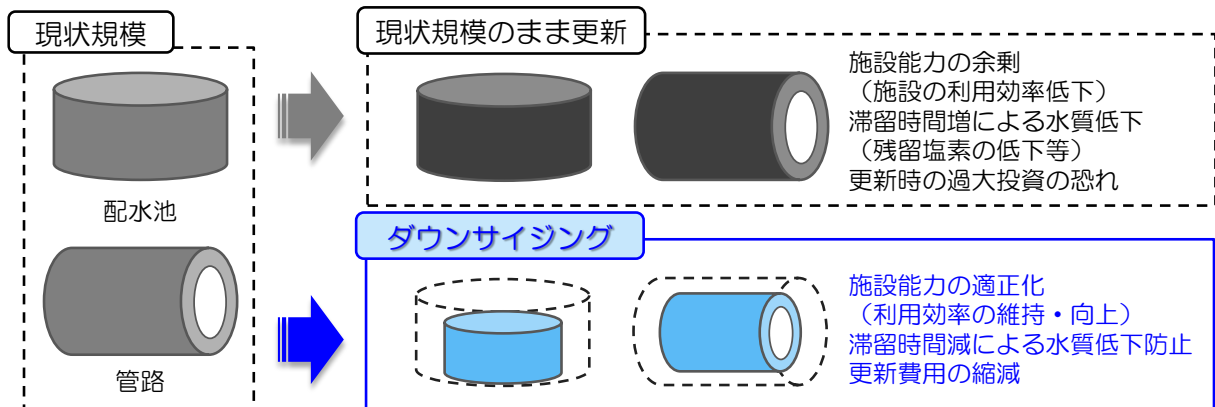 現状規模
配水池
管路
現状規模のまま更新
施設能力の余剰
（施設の利用効率低下）
滞留時間増による水質低下
（残留塩素の低下等）
更新時の過大投資の恐れ
ダウンサイジング
施設能力の適正化
（利用効率の維持・向上）
滞留時間減による水質低下防止
更新費用の縮減